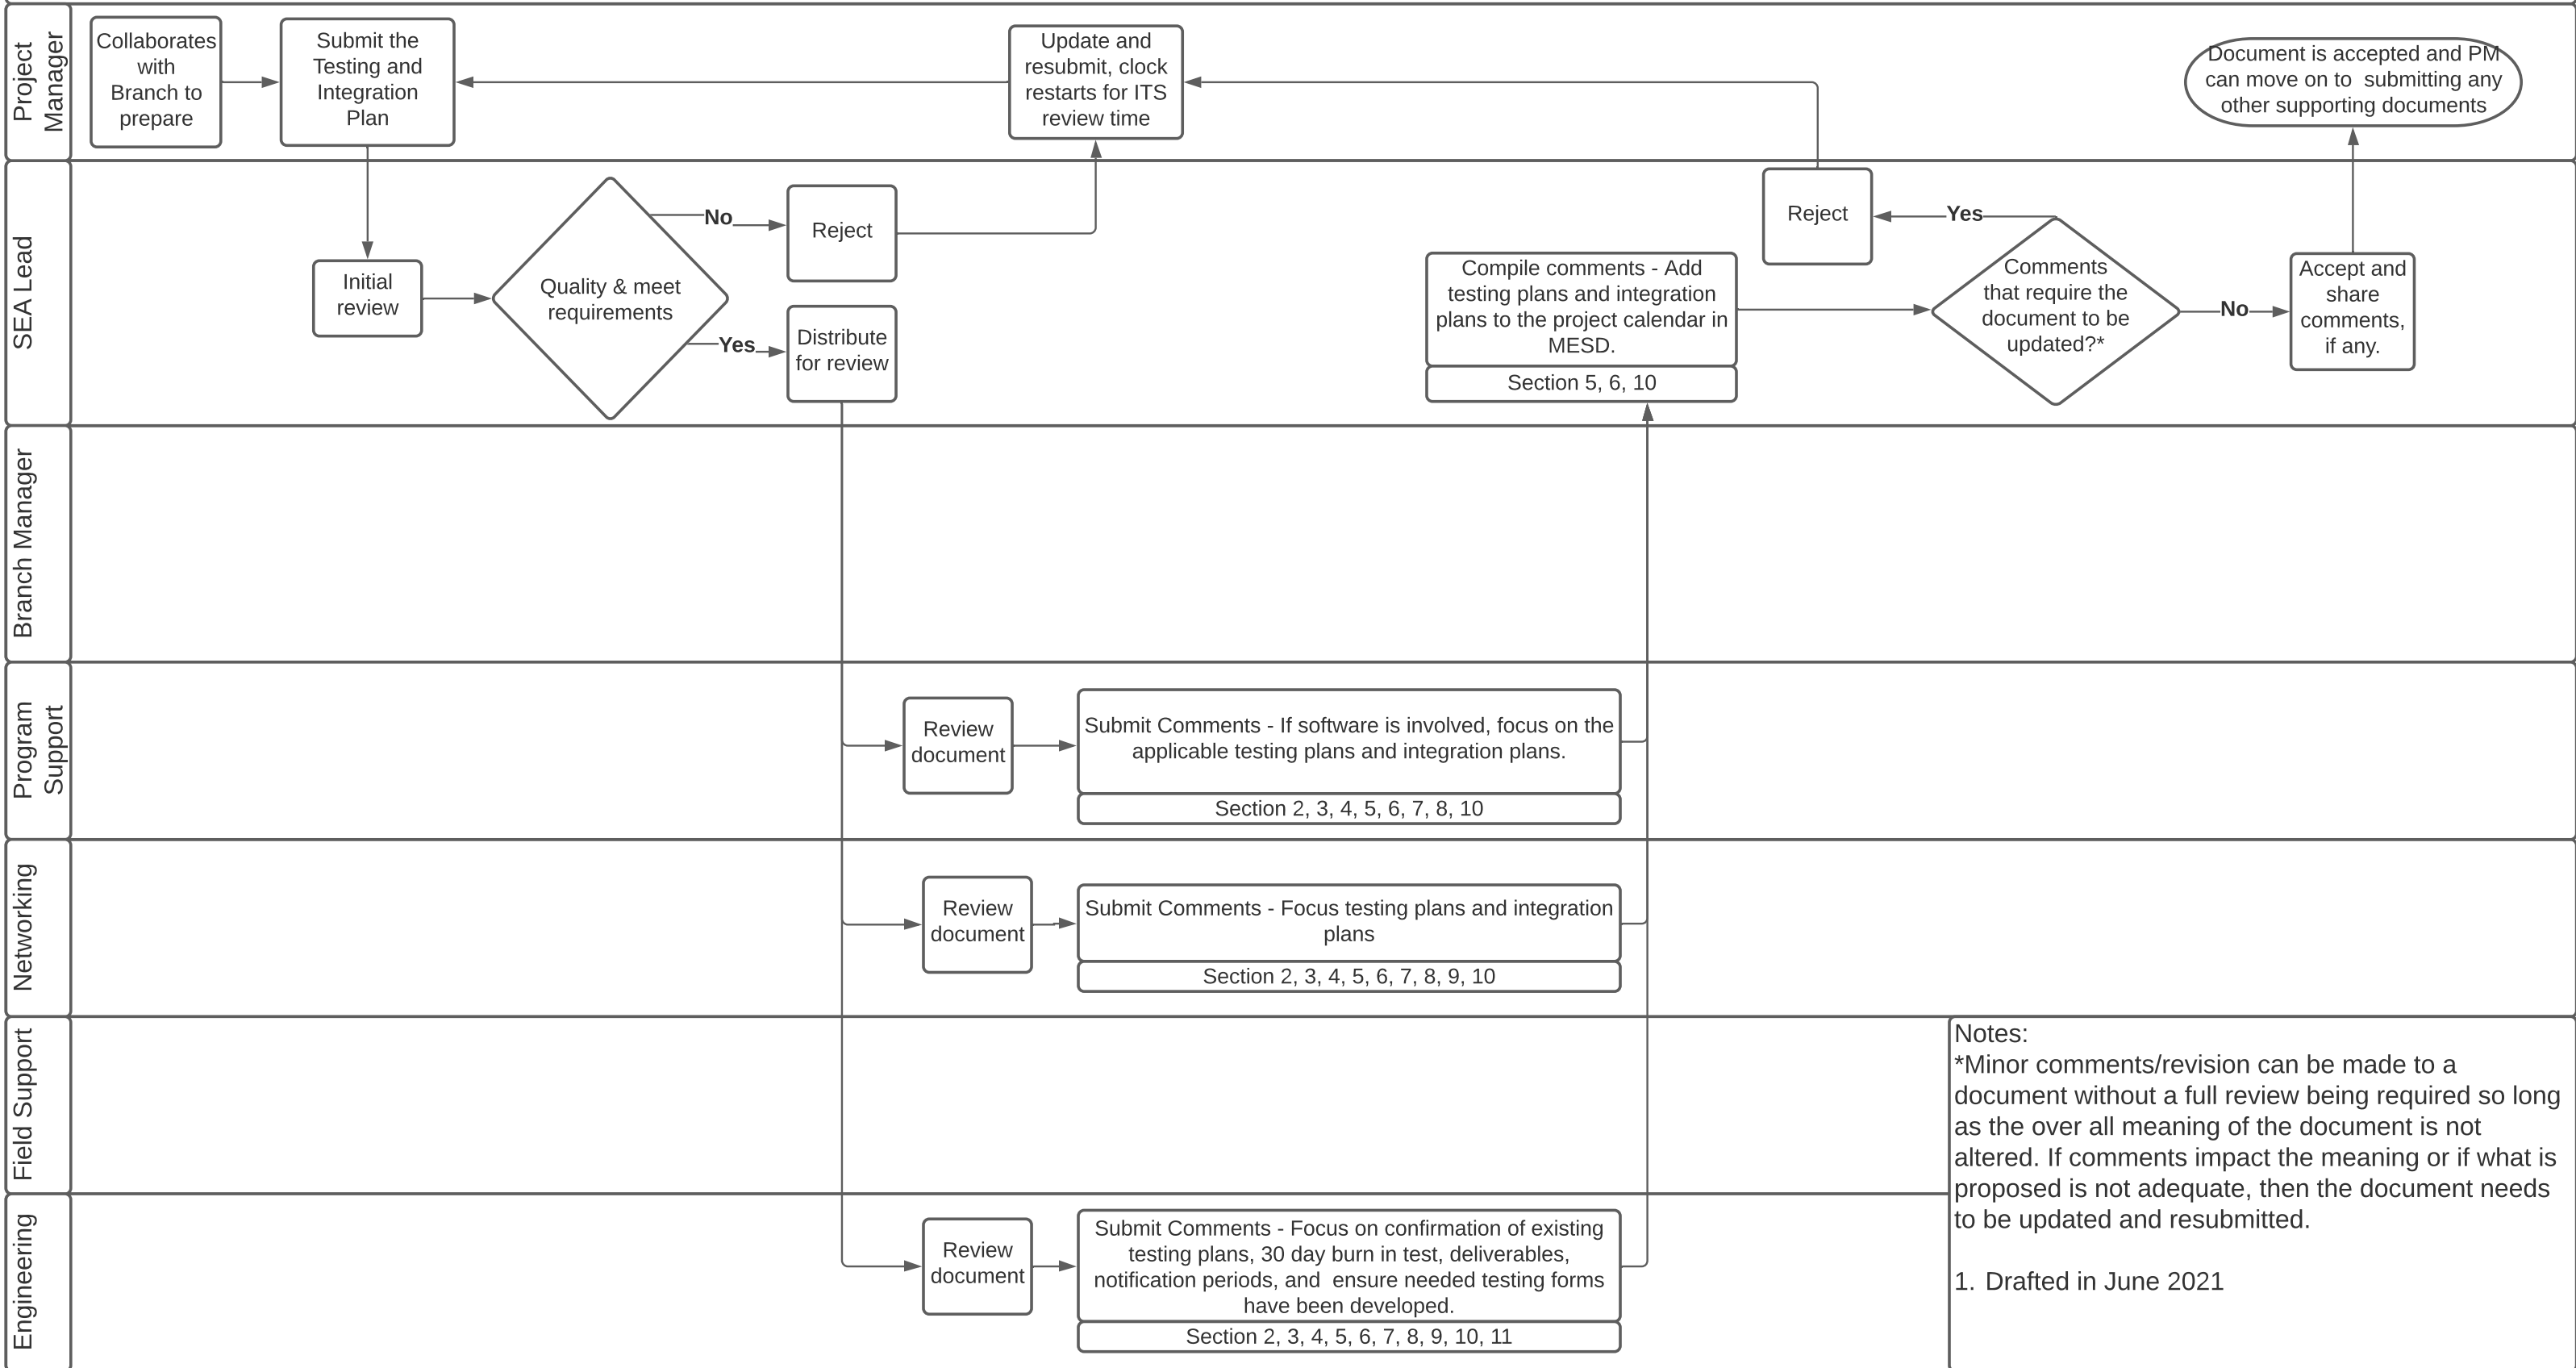 Project
Manager
Collaborates
with
Branch to
prepare
Submit the
Testing and
Integration
Plan
Update and
resubmit, clock
restarts for ITS
review time
Document is accepted and PM
can move on to  submitting any
other supporting documents
SEA Lead
Initial
review
Quality & meet
requirements
No
Reject
Yes
Distribute
for review
Compile comments - Add
testing plans and integration
plans to the project calendar in
MESD.
Section 5, 6, 10
Reject
Yes
Comments
that require the
document to be
updated?*
No
Accept and
share
comments,
if any.
Branch Manager
Program
Support
Review
document
Submit Comments - If software is involved, focus on the
applicable testing plans and integration plans.
Section 2, 3, 4, 5, 6, 7, 8, 10
Networking
Review
document
Submit Comments - Focus testing plans and integration
plans
Section 2, 3, 4, 5, 6, 7, 8, 9, 10
Field Support
Engineering
Review
document
Submit Comments - Focus on confirmation of existing
testing plans, 30 day burn in test, deliverables,
notification periods, and  ensure needed testing forms
have been developed.
Section 2, 3, 4, 5, 6, 7, 8, 9, 10, 11
Notes:
*Minor comments/revision can be made to a
document without a full review being required so long
as the over all meaning of the document is not
altered. If comments impact the meaning or if what is
proposed is not adequate, then the document needs
to be updated and resubmitted.
1. Drafted in June 2021